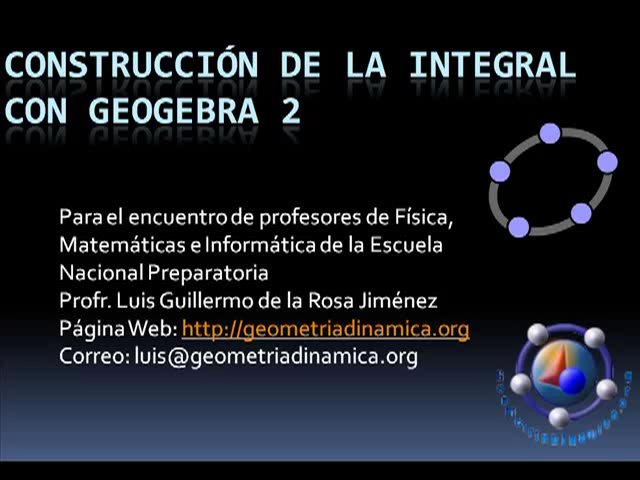 CONSTRUCCIÓN DE LA INTEGRAL
CON GEOGEBRA 2
Para el encuentro de profesores de Física,
Matemáticas e Informática de la Escuela
Nacional Preparatoria
Profr. Luis Guillermo de la Rosa Jiménez
Página Web: http://geometriadinamica.org
Correo: luis@geometriadinamica.org